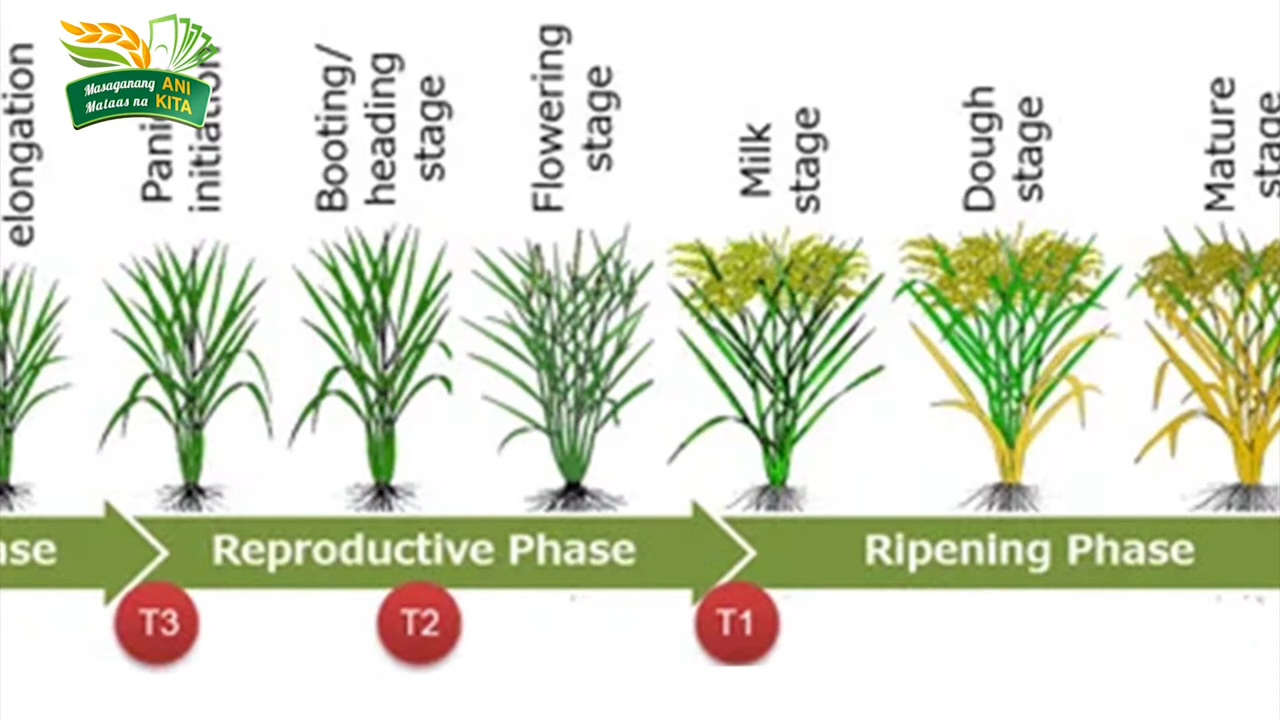 Masaganang ANI
Mataas na KITA
elongation
initiation
Booting/
heading
stage
Flowering
stage
Milk
stage
Dough
stage
Mature
stage
Reproductive Phase
Ripening Phase
T3
T2
T1